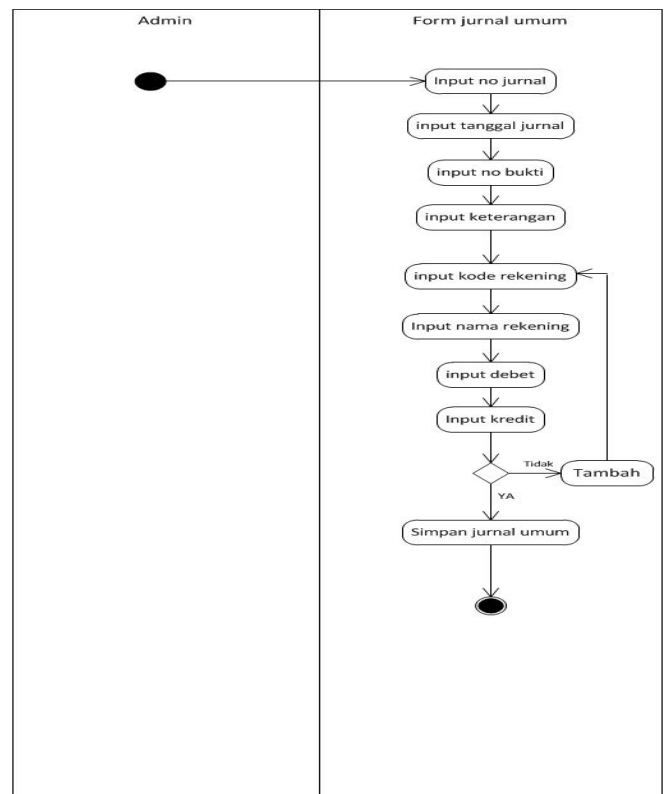 Admin
Form jurnal umum
Input no jurnal
input tanggal jurnal
input no bukti
input keterangan
input kode rekening
Input nama rekening
input debet
Input kredit
Tidak
Tambah
YA
Simpan jurnal umum